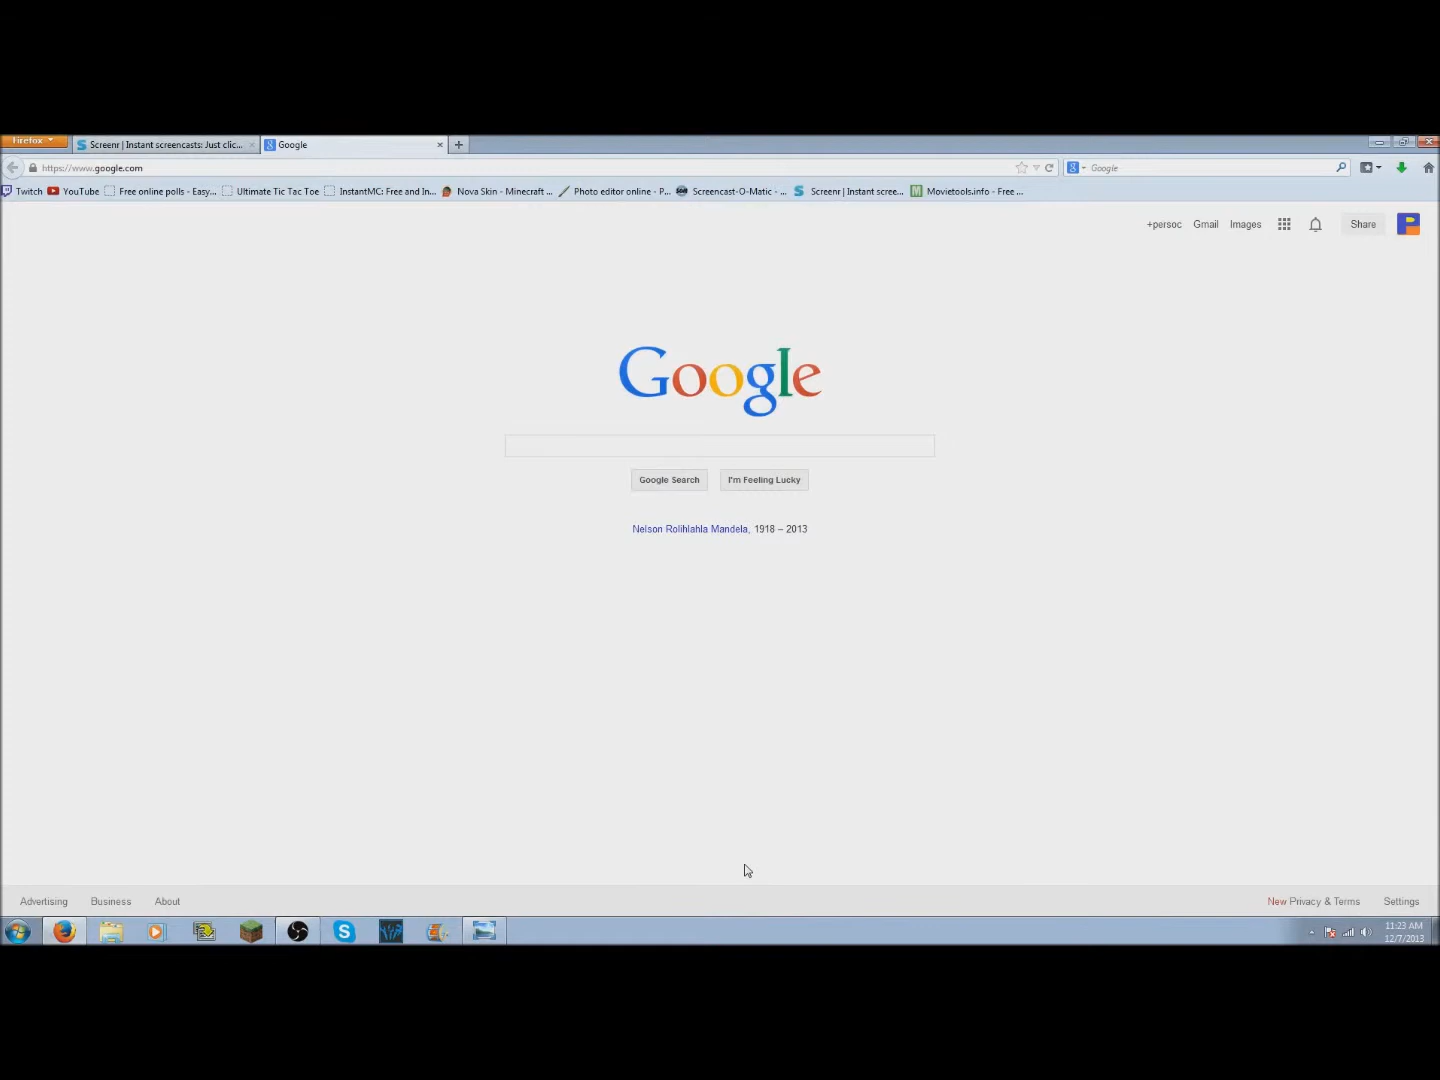 Firefox
Screenr | Instant screencasts: Just clic...
Google
https://www.google.com
Google
Twitch
YouTube
Free online polls - Easy...
Ultimate Tic Tac Toe
InstantMC: Free and In...
Nova Skin - Minecraft ...
Photo editor online - P...
Screencast-O-Matic - ...
Screenr | Instant scree...
Movietools.info - Free ...
+persoc
Gmail
Images
Share
Google
Google Search
I'm Feeling Lucky
Nelson Rolihlahla Mandela, 1918 – 2013
Advertising
Business
About
New Privacy & Terms
Settings
11:23 AM
12/7/2013